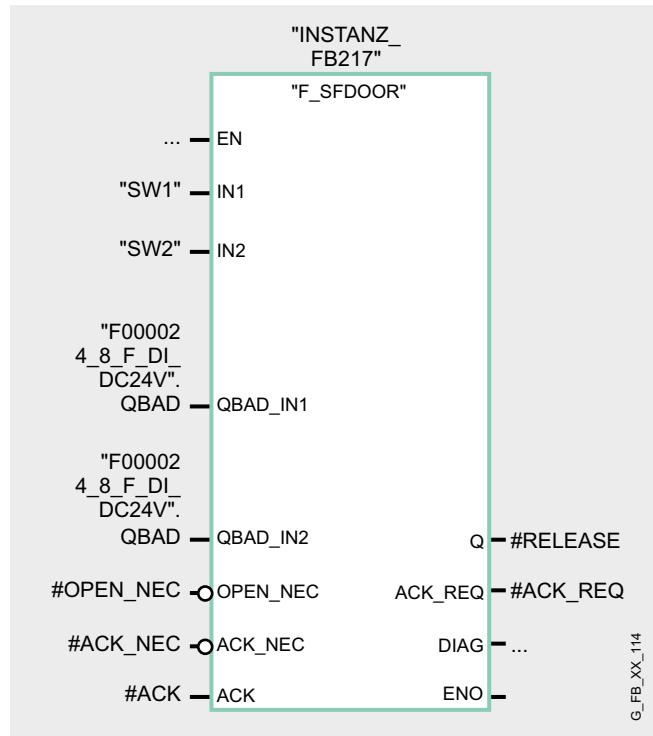 "INSTANZ_
FB217"
"F_SFDOOR"
... EN
"SW1" IN1
"SW2" IN2
"F00002
4_8_F_DI_
DC24V".
QBAD QBAD_IN1
"F00002
4_8_F_DI_
DC24V".
QBAD QBAD_IN2 Q #RELEASE
#OPEN_NEC OPEN_NEC ACK_REQ #ACK_REQ
#ACK_NEC ACK_NEC DIAG ...
#ACK ACK ENO
G_FB_XX_114